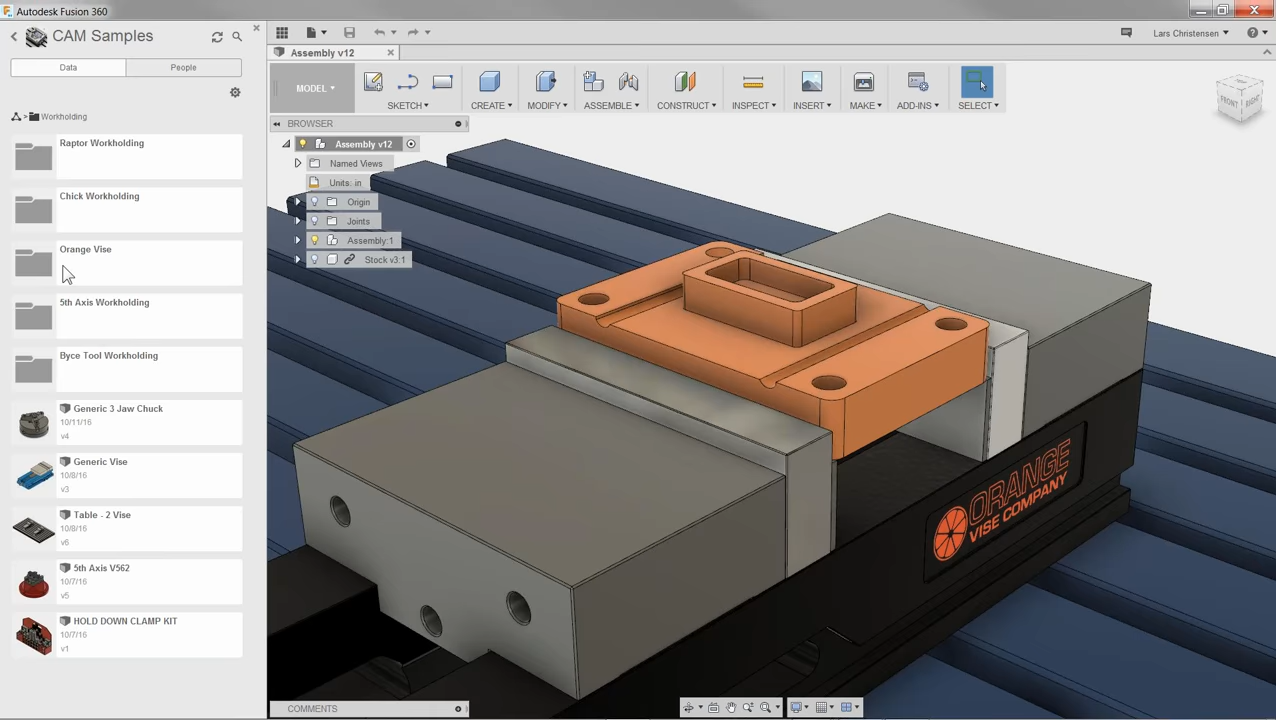 Autodesk Fusion 360
CAM Samples
Data
People
> Workholding
Raptor Workholding
Chick Workholding
Orange Vise
5th Axis Workholding
Byce Tool Workholding
Generic 3 Jaw Chuck
10/11/16
v4
Generic Vise
10/8/16
v3
Table - 2 Vise
10/8/16
v6
5th Axis V562
10/7/16
v5
HOLD DOWN CLAMP KIT
10/7/16
v1
Lars Christensen
Assembly v12
MODEL
SKETCH
CREATE
MODIFY
ASSEMBLE
CONSTRUCT
INSPECT
INSERT
MAKE
ADD-INS
SELECT
BROWSER
Assembly v12
Named Views
Units: in
Origin
Joints
Assembly:1
Stock v3:1
FRONT
RIGHT
ORANGE
VISE COMPANY
COMMENTS